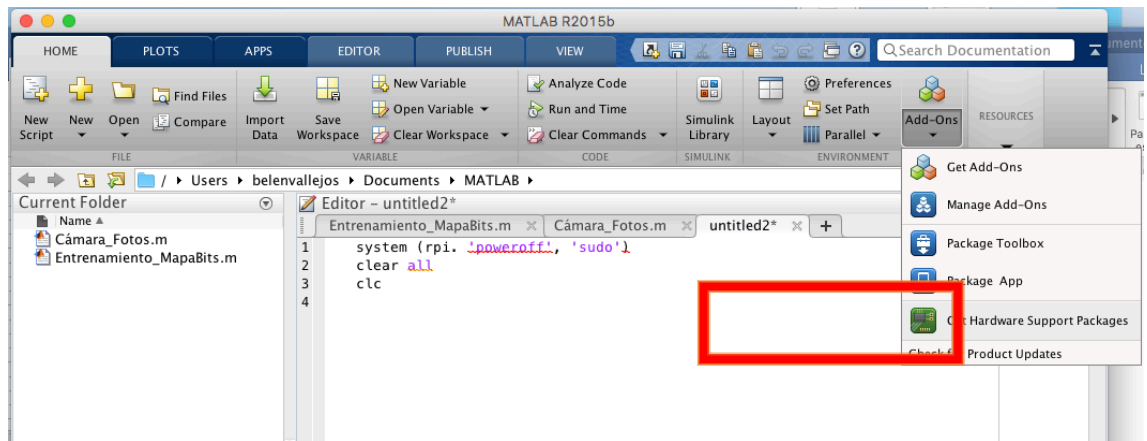 MATLAB R2015b
HOME PLOTS APPS EDITOR PUBLISH VIEW Search Documentation
New Script
New
Open
Find Files
Compare
FILE
Import Data
Save Workspace
New Variable
Open Variable
Clear Workspace
VARIABLE
Analyze Code
Run and Time
Clear Commands
CODE
Simulink Library
SIMULINK
Layout
Preferences
Set Path
Parallel
ENVIRONMENT
Add-Ons
RESOURCES
Get Add-Ons
Manage Add-Ons
Package Toolbox
Package App
Hardware Support Packages
Product Updates
/ Users belenvallejos Documents MATLAB
Current Folder
Name
Cámara_Fotos.m
Entrenamiento_MapaBits.m
Editor - untitled2*
Entrenamiento_MapaBits.m Cámara_Fotos.m untitled2* +
1 system (rpi. 'poweroff', 'sudo')
2 clear all
3 clc
4